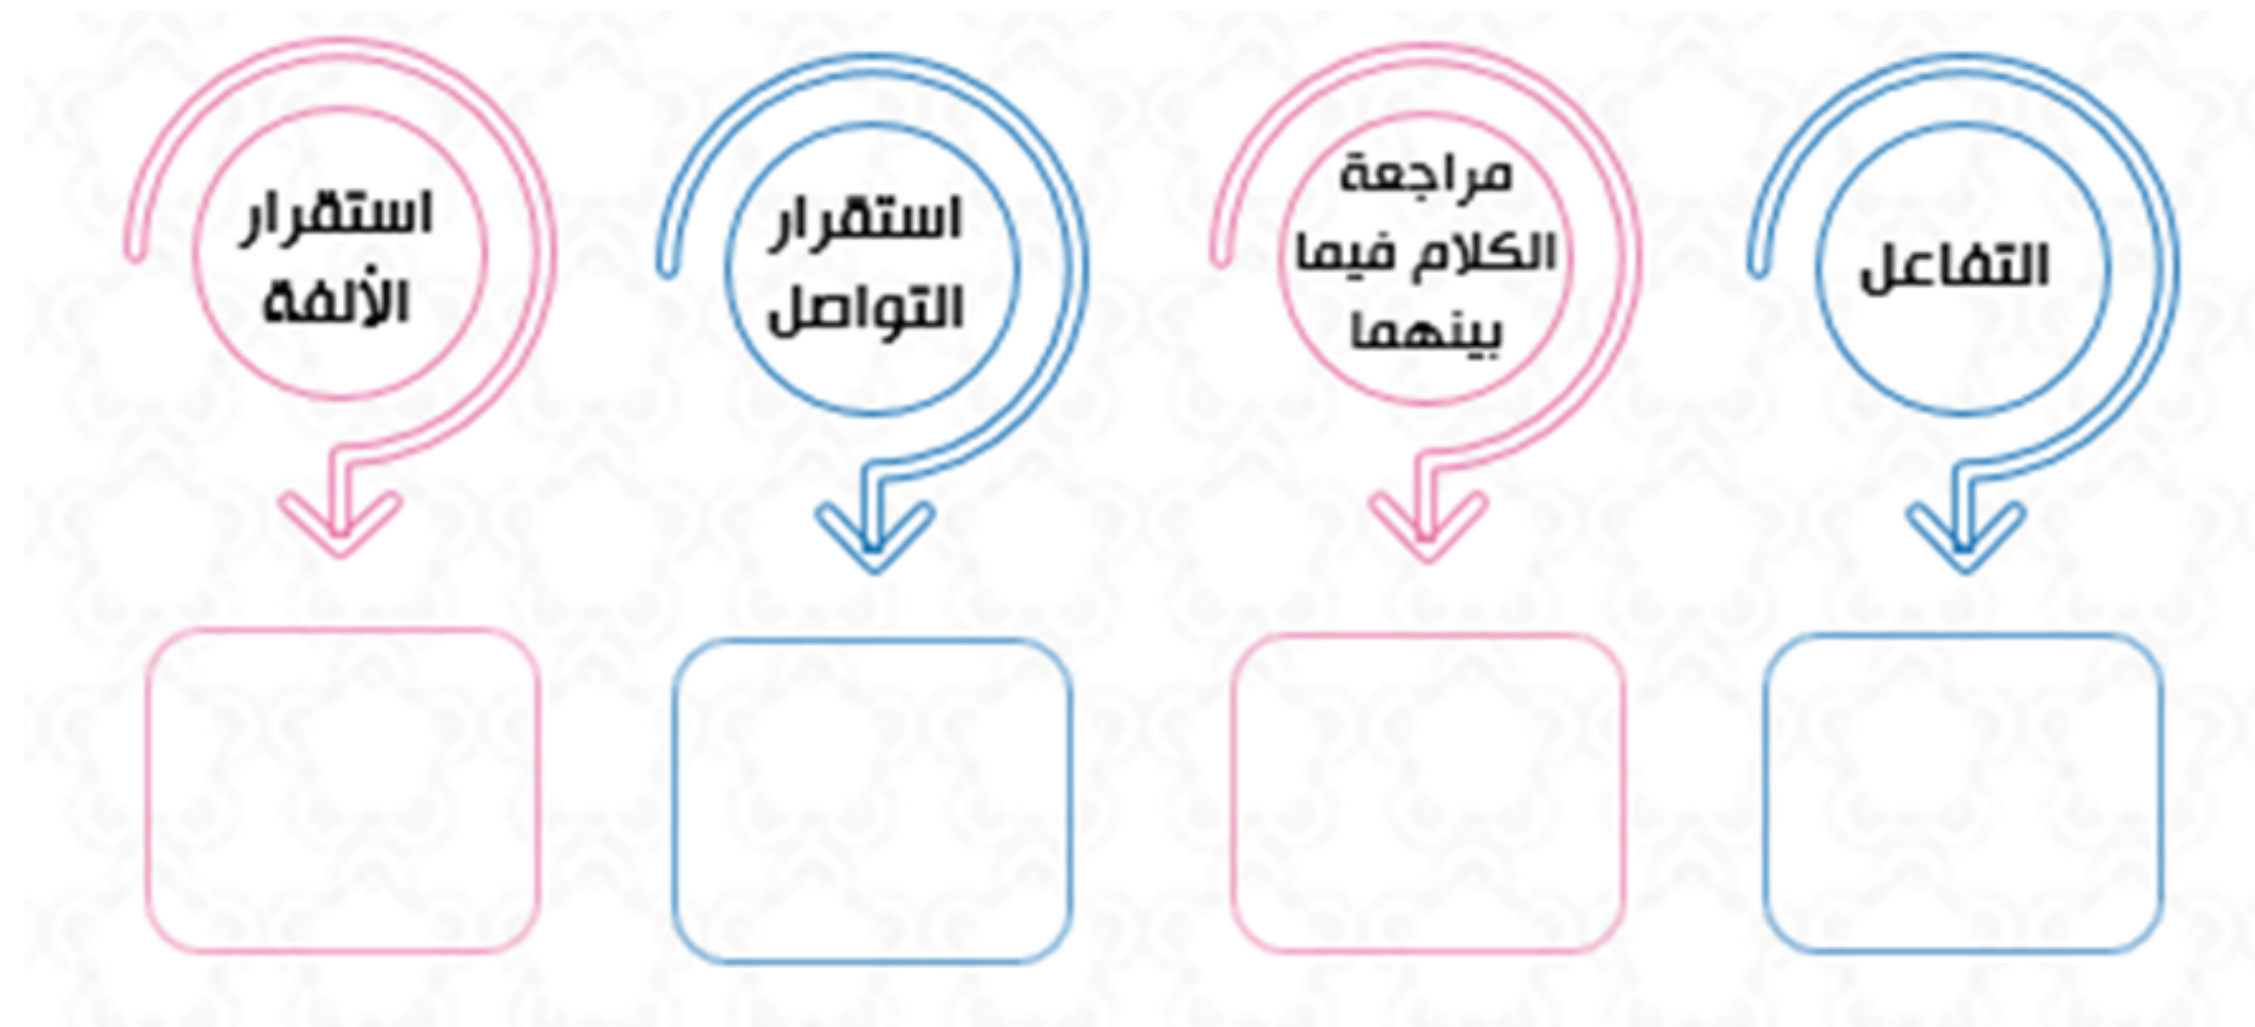 التفاعل
مراجعة
الكلام فيما
بينهما
استقرار
التواصل
استقرار
الألفة